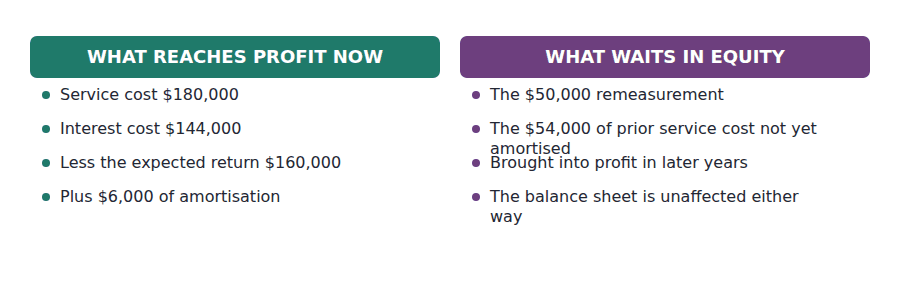 WHAT REACHES PROFIT NOW
Service cost $180,000
Interest cost $144,000
Less the expected return $160,000
Plus $6,000 of amortisation
WHAT WAITS IN EQUITY
The $50,000 remeasurement
The $54,000 of prior service cost not yet
amortised
Brought into profit in later years
The balance sheet is unaffected either
way